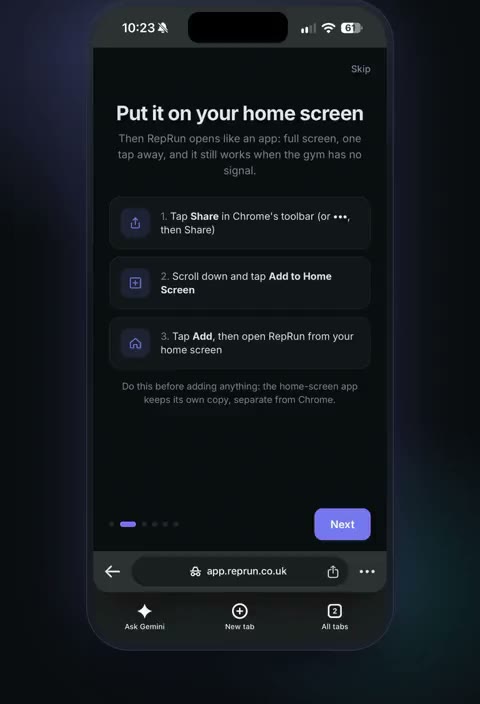 10:23
61
Skip
Put it on your home screen
Then RepRun opens like an app: full screen, one
tap away, and it still works when the gym has no
signal.
1. Tap Share in Chrome's toolbar (or •••,
then Share)
2. Scroll down and tap Add to Home
Screen
3. Tap Add, then open RepRun from your
home screen
Do this before adding anything: the home-screen app
keeps its own copy, separate from Chrome.
Next
app.reprun.co.uk
2
Ask Gemini
New tab
All tabs